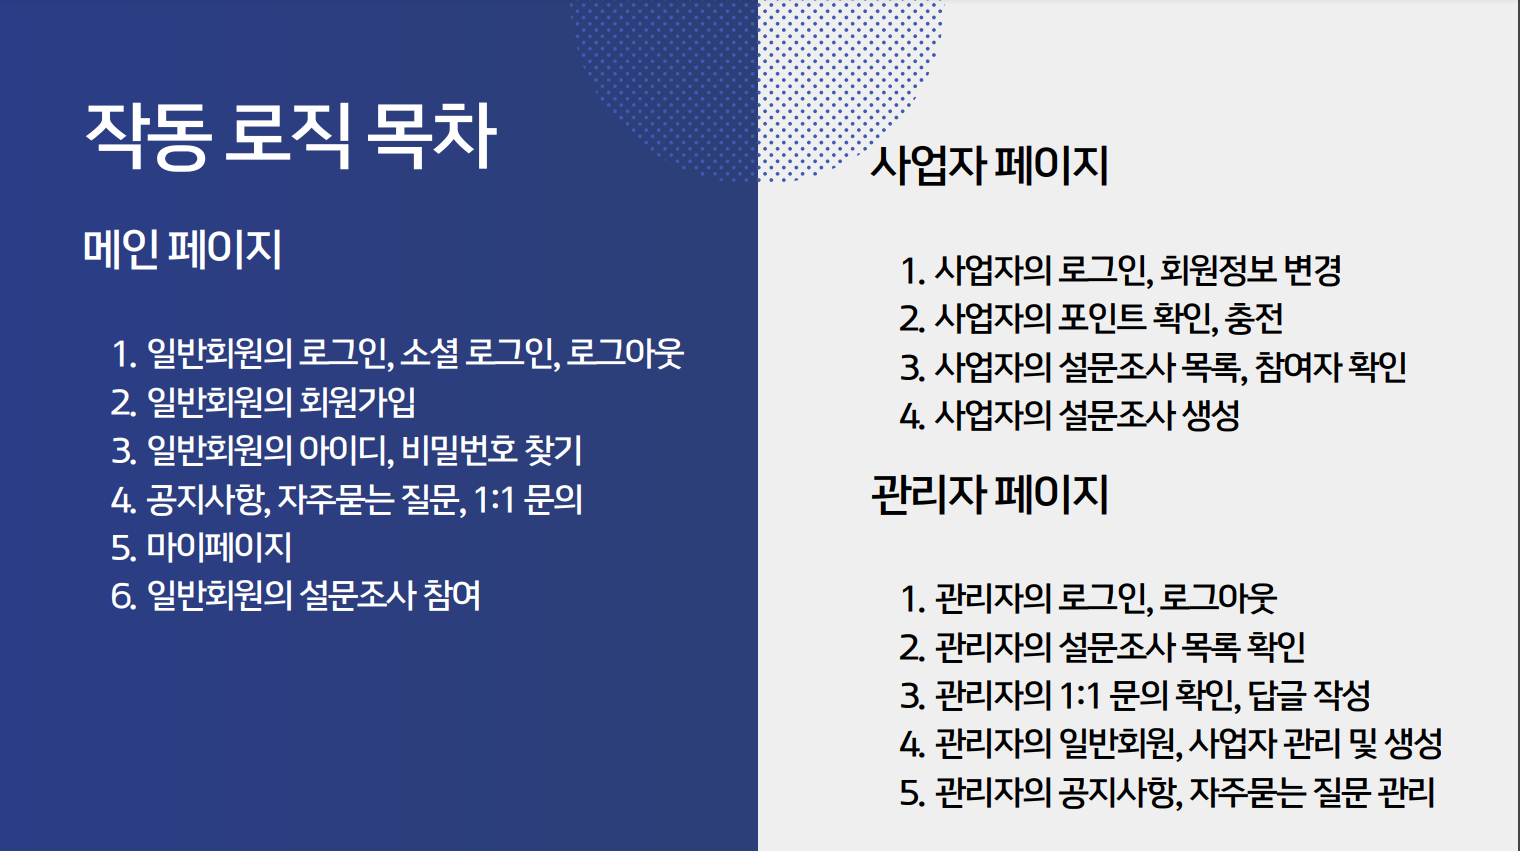 작동 로직 목차
메인 페이지
1. 일반회원의 로그인, 소셜 로그인, 로그아웃
2. 일반회원의 회원가입
3. 일반회원의 아이디, 비밀번호 찾기
4. 공지사항, 자주묻는 질문, 1:1 문의
5. 마이페이지
6. 일반회원의 설문조사 참여
사업자 페이지
1. 사업자의 로그인, 회원정보 변경
2. 사업자의 포인트 확인, 충전
3. 사업자의 설문조사 목록, 참여자 확인
4. 사업자의 설문조사 생성
관리자 페이지
1. 관리자의 로그인, 로그아웃
2. 관리자의 설문조사 목록 확인
3. 관리자의 1:1 문의 확인, 답글 작성
4. 관리자의 일반회원, 사업자 관리 및 생성
5. 관리자의 공지사항, 자주묻는 질문 관리